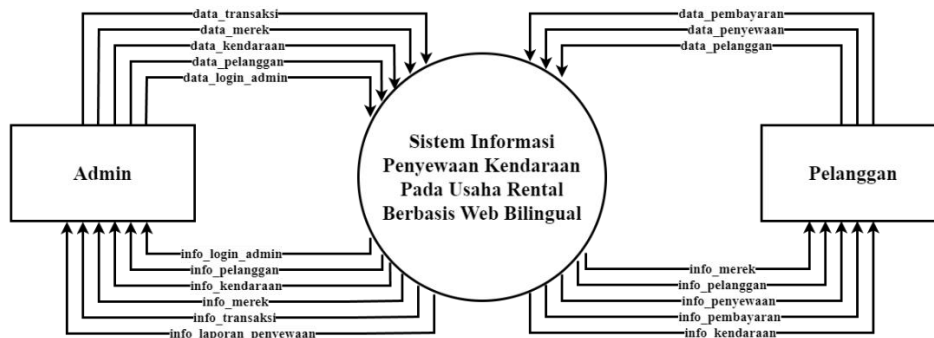 data_transaksi
data_merek
data_kendaraan
data_pelanggan
data_login_admin
data_pembayaran
data_penyewaan
data_pelanggan
Admin
Sistem Informasi
Penyewaan Kendaraan
Pada Usaha Rental
Berbasis Web Bilingual
Pelanggan
info_login_admin
info_pelanggan
info_kendaraan
info_merek
info_transaksi
info_laporan_penyewaan
info_merek
info_pelanggan
info_penyewaan
info_pembayaran
info_kendaraan